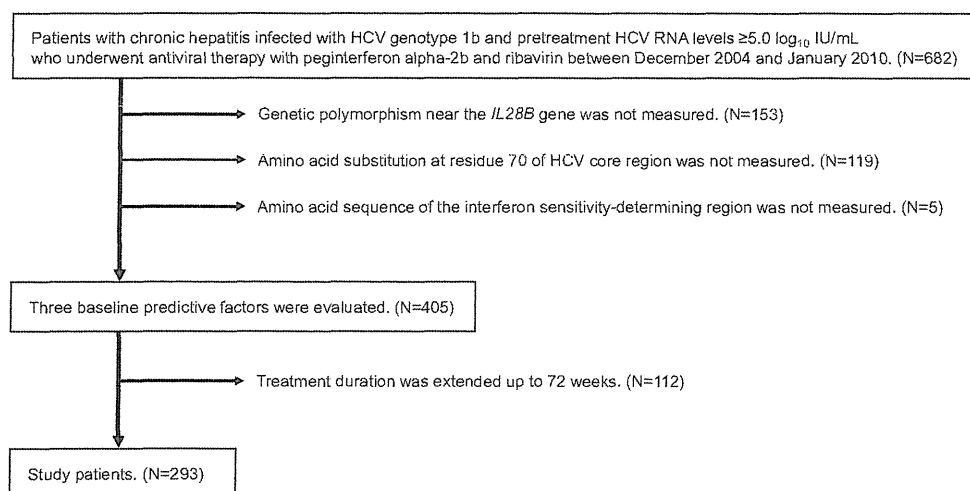 Patients with chronic hepatitis infected with HCV genotype 1b and pretreatment HCV RNA levels ≥5.0 log₁₀ IU/mL
who underwent antiviral therapy with peginterferon alpha-2b and ribavirin between December 2004 and January 2010. (N=682)
Genetic polymorphism near the IL28B gene was not measured. (N=153)
Amino acid substitution at residue 70 of HCV core region was not measured. (N=119)
Amino acid sequence of the interferon sensitivity-determining region was not measured. (N=5)
Three baseline predictive factors were evaluated. (N=405)
Treatment duration was extended up to 72 weeks. (N=112)
Study patients. (N=293)